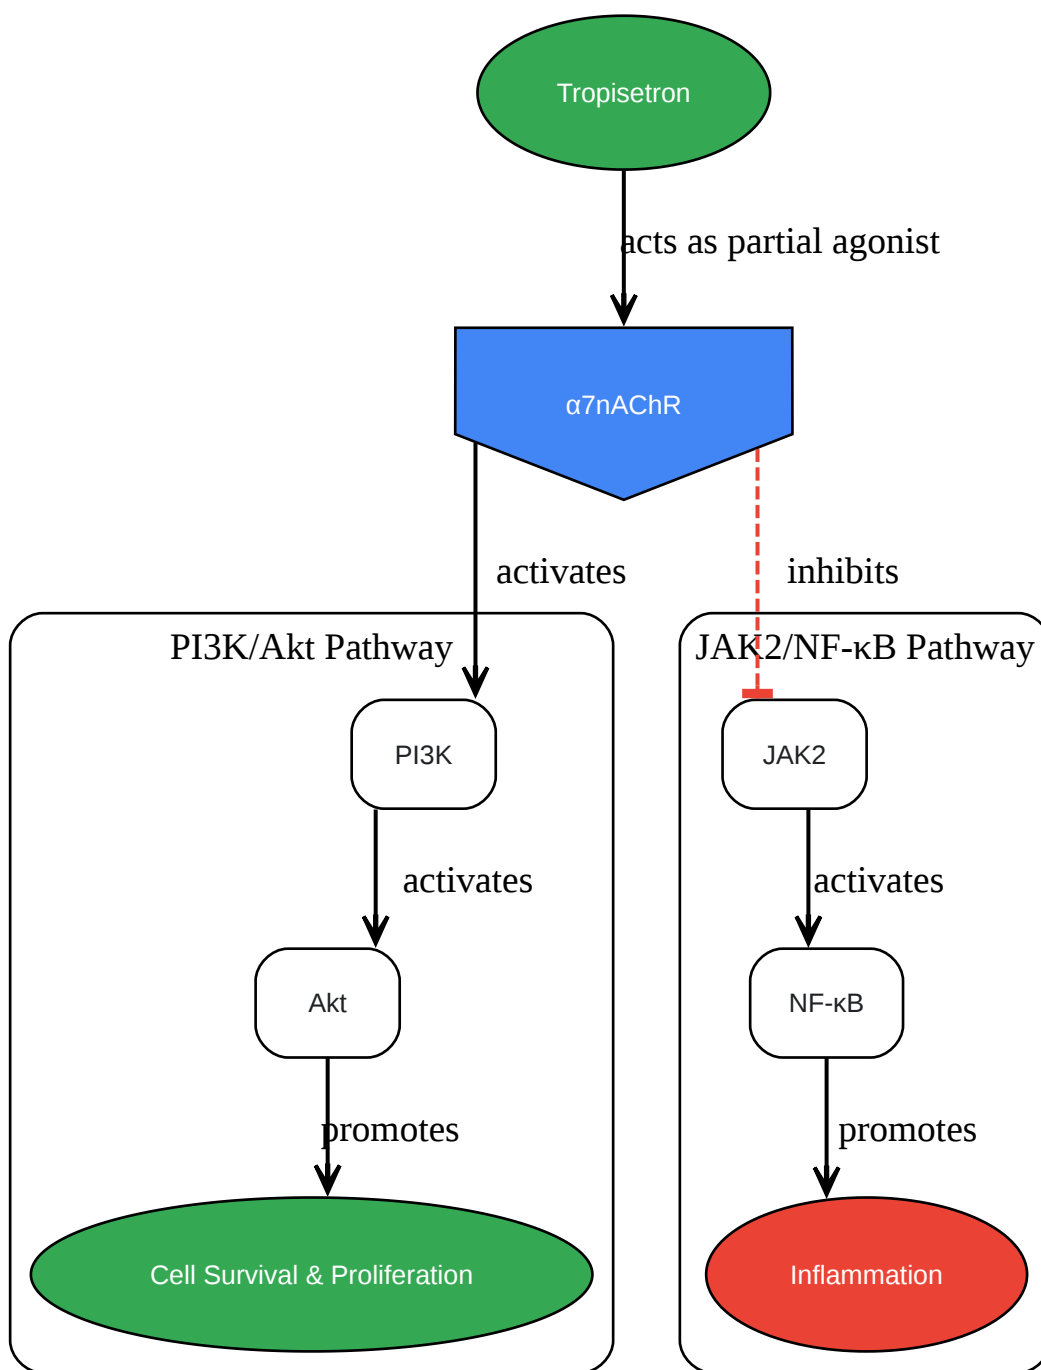 Tropisetron
acts as partial agonist
α7nAChR
activates
inhibits
PI3K/Akt Pathway
JAK2/NF-κB Pathway
PI3K
JAK2
activates
activates
Akt
NF-κB
promotes
promotes
Cell Survival & Proliferation
Inflammation